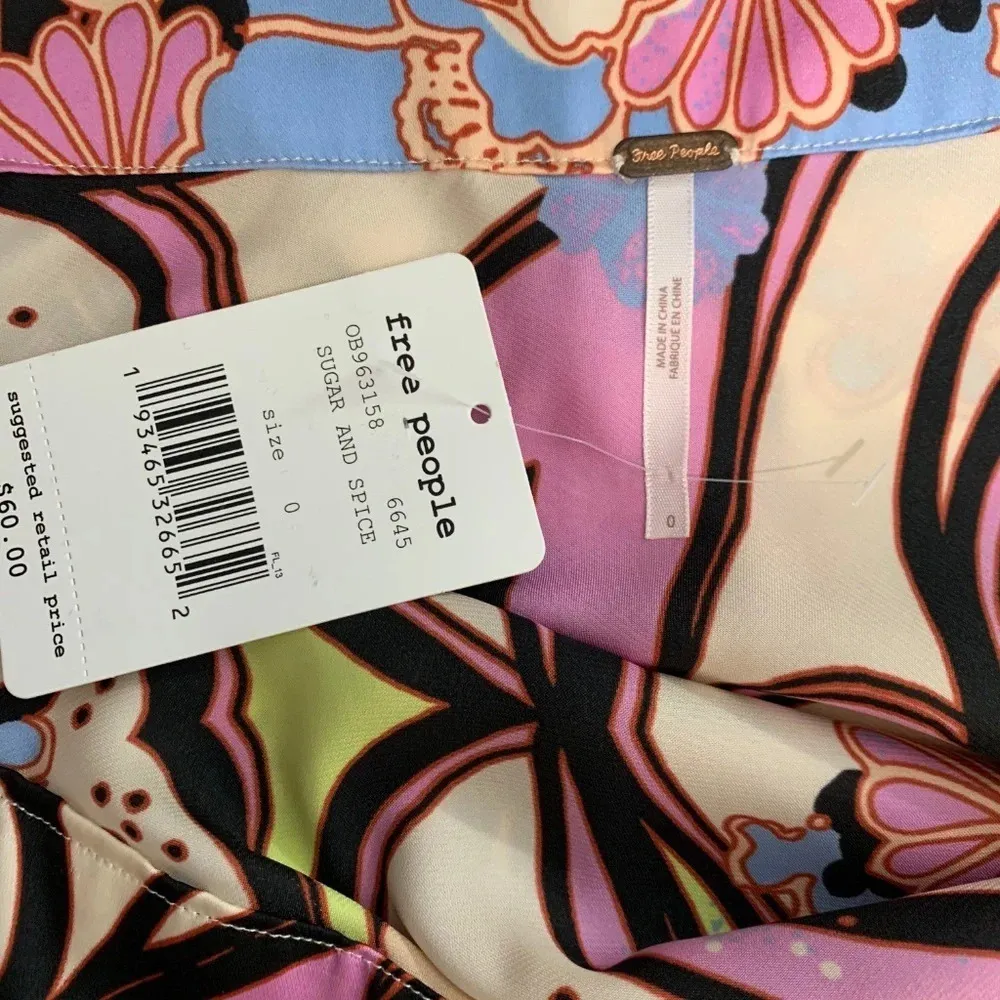 Free People
MADE IN CHINA
FABRIQUE EN CHINE
0
free people
OB963158 6645
SUGAR AND SPICE
size 0
FL_13
1 93465 32665 2
suggested retail price
$60.00